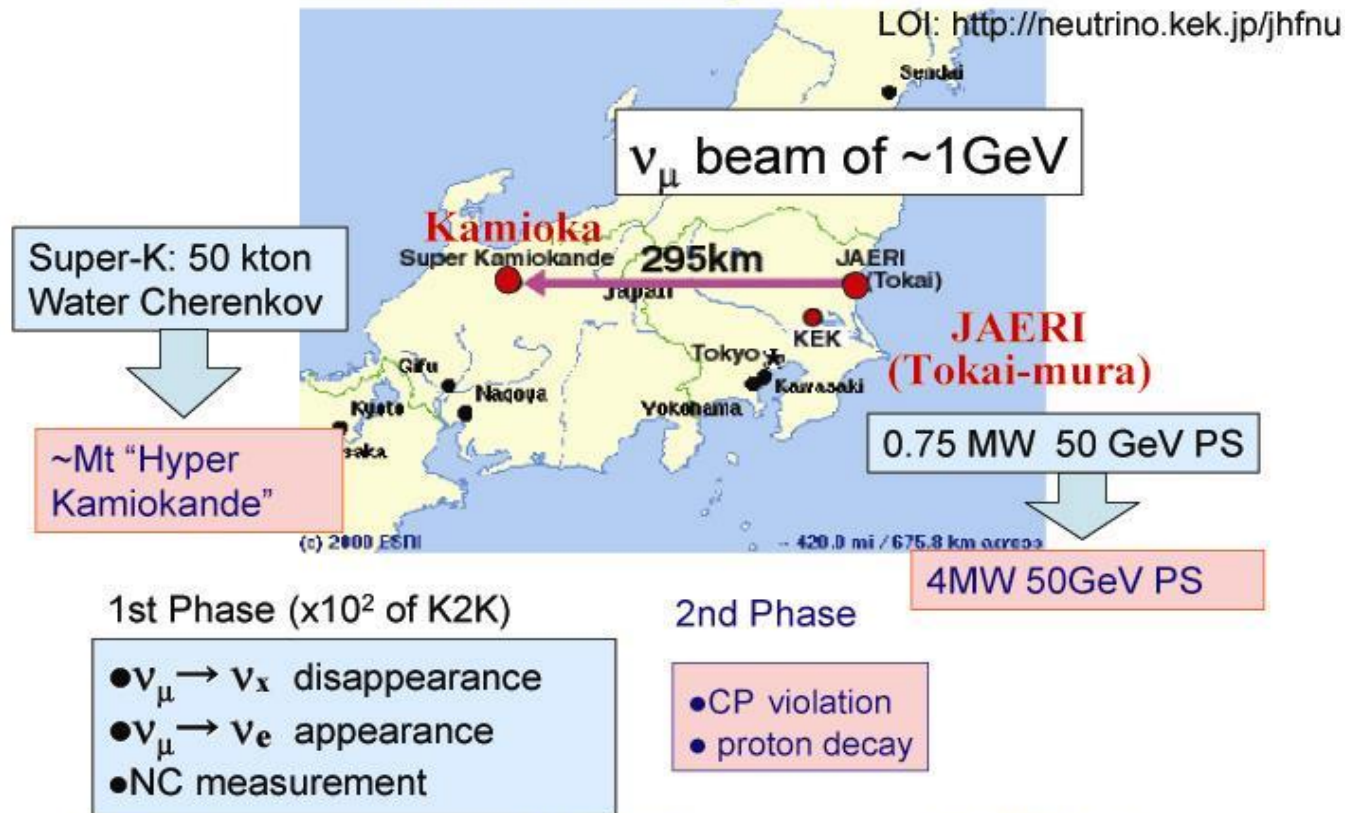 LOI: http://neutrino.kek.jp/jhfnu
Sendai
νμ beam of ~1GeV
Kamioka
Super Kamiokande
295km
JAERI
(Tokai)
Japan
Super-K: 50 kton
Water Cherenkov
KEK
JAERI
(Tokai-mura)
Tokyo
Kawasaki
Yokohama
Gifu
Nagoya
Kyoto
saka
~Mt “Hyper
Kamiokande”
0.75 MW 50 GeV PS
(c) 2000 ESRI
420.0 mi / 675.8 km across
4MW 50GeV PS
1st Phase (x10² of K2K)
●νμ→ νx disappearance
●νμ→ νe appearance
●NC measurement
2nd Phase
●CP violation
● proton decay